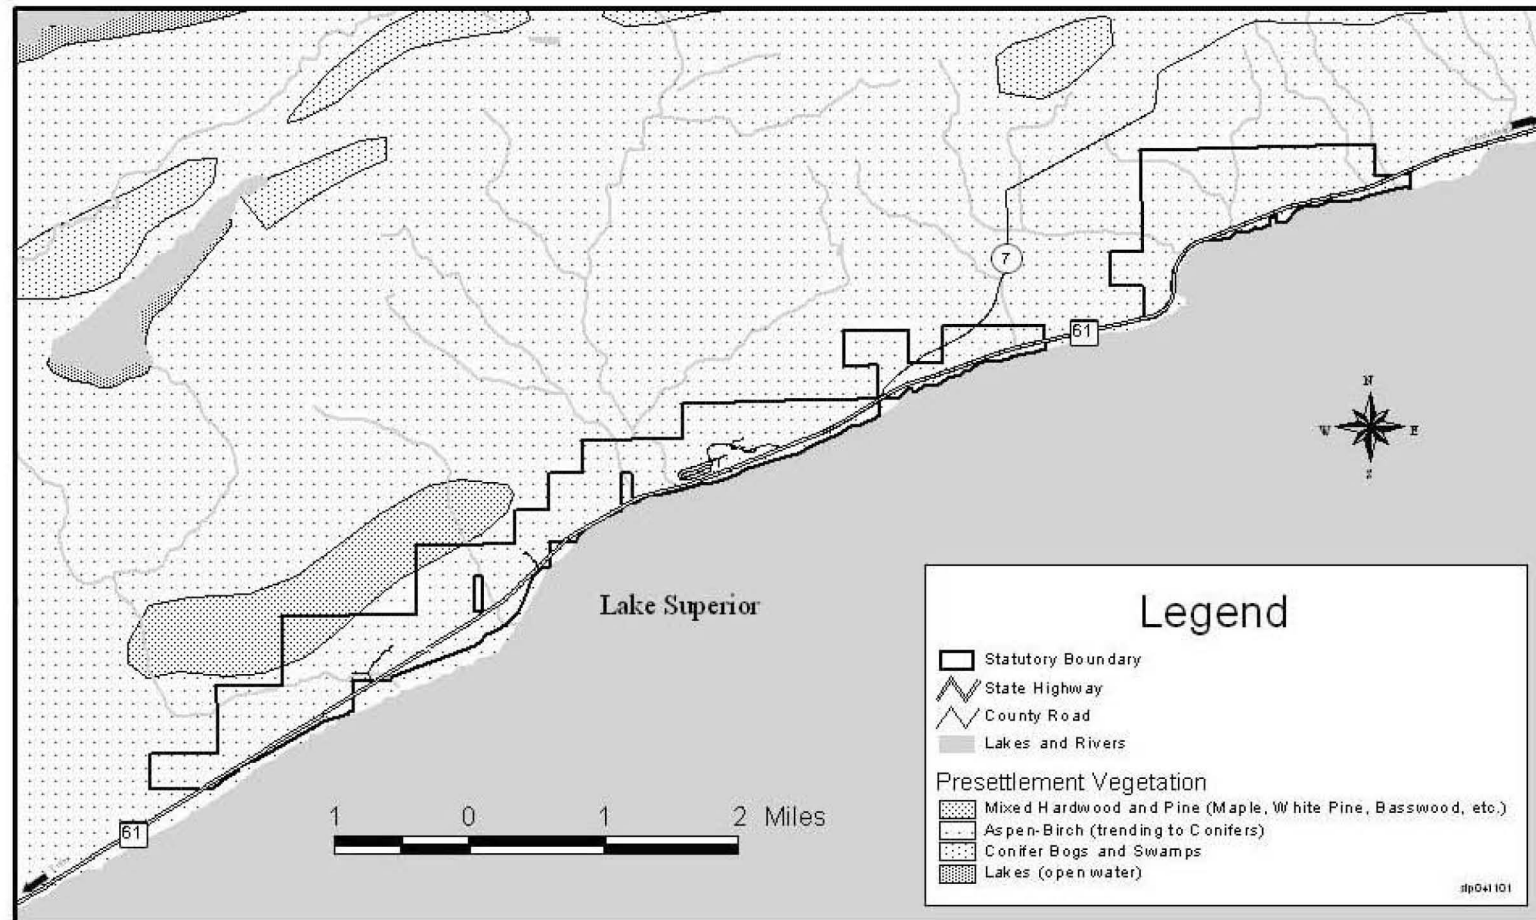 7
61
N
W E
S
Lake Superior
Legend
Statutory Boundary
State Highway
County Road
Lakes and Rivers
Presettlement Vegetation
Mixed Hardwood and Pine (Maple, White Pine, Basswood, etc.)
Aspen-Birch (trending to Conifers)
Conifer Bogs and Swamps
Lakes (open water)
slp041101
1 0 1 2 Miles
61